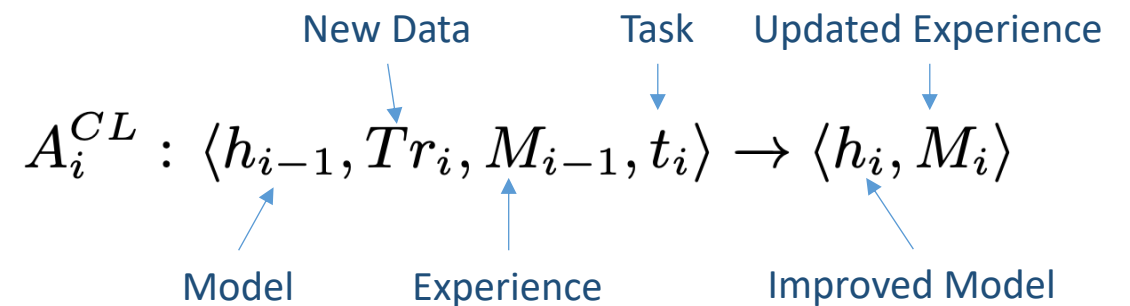 New Data Task Updated Experience
A_i^{CL} : ⟨h_{i−1}, Tr_i, M_{i−1}, t_i⟩ → ⟨h_i, M_i⟩
Model Experience Improved Model